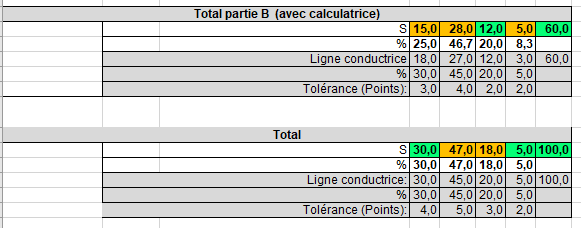 Total partie B (avec calculatrice)
S 15,0 28,0 12,0 5,0 60,0
% 25,0 46,7 20,0 8,3
Ligne conductrice 18,0 27,0 12,0 3,0 60,0
% 30,0 45,0 20,0 5,0
Tolérance (Points): 3,0 4,0 2,0 2,0
Total
S 30,0 47,0 18,0 5,0 100,0
% 30,0 47,0 18,0 5,0
Ligne conductrice: 30,0 45,0 20,0 5,0 100,0
% 30,0 45,0 20,0 5,0
Tolérance (Points): 4,0 5,0 3,0 2,0